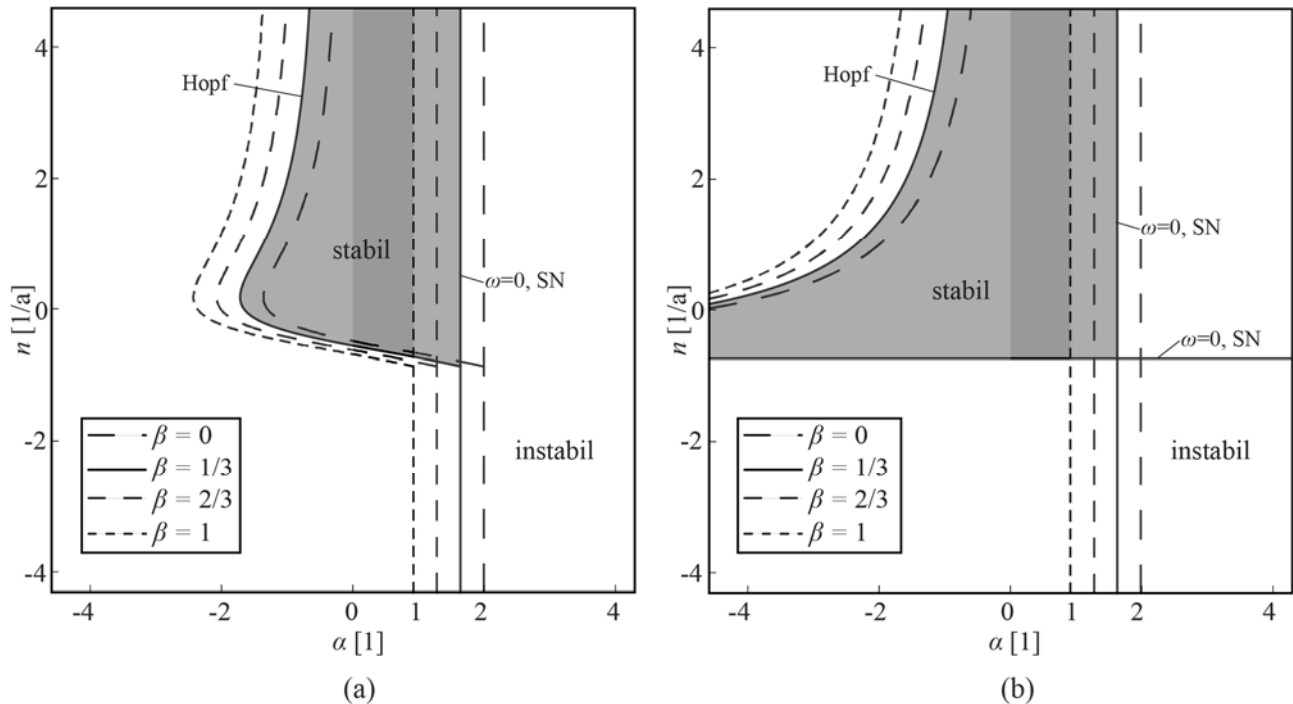 4
2
0
-2
-4
n [1/a]
Hopf
stabil
ω=0, SN
instabil
β = 0
β = 1/3
β = 2/3
β = 1
-4
-2
0
1
2
4
α [1]
(a)
4
2
0
-2
-4
n [1/a]
Hopf
stabil
ω=0, SN
ω=0, SN
instabil
β = 0
β = 1/3
β = 2/3
β = 1
-4
-2
0
1
2
4
α [1]
(b)